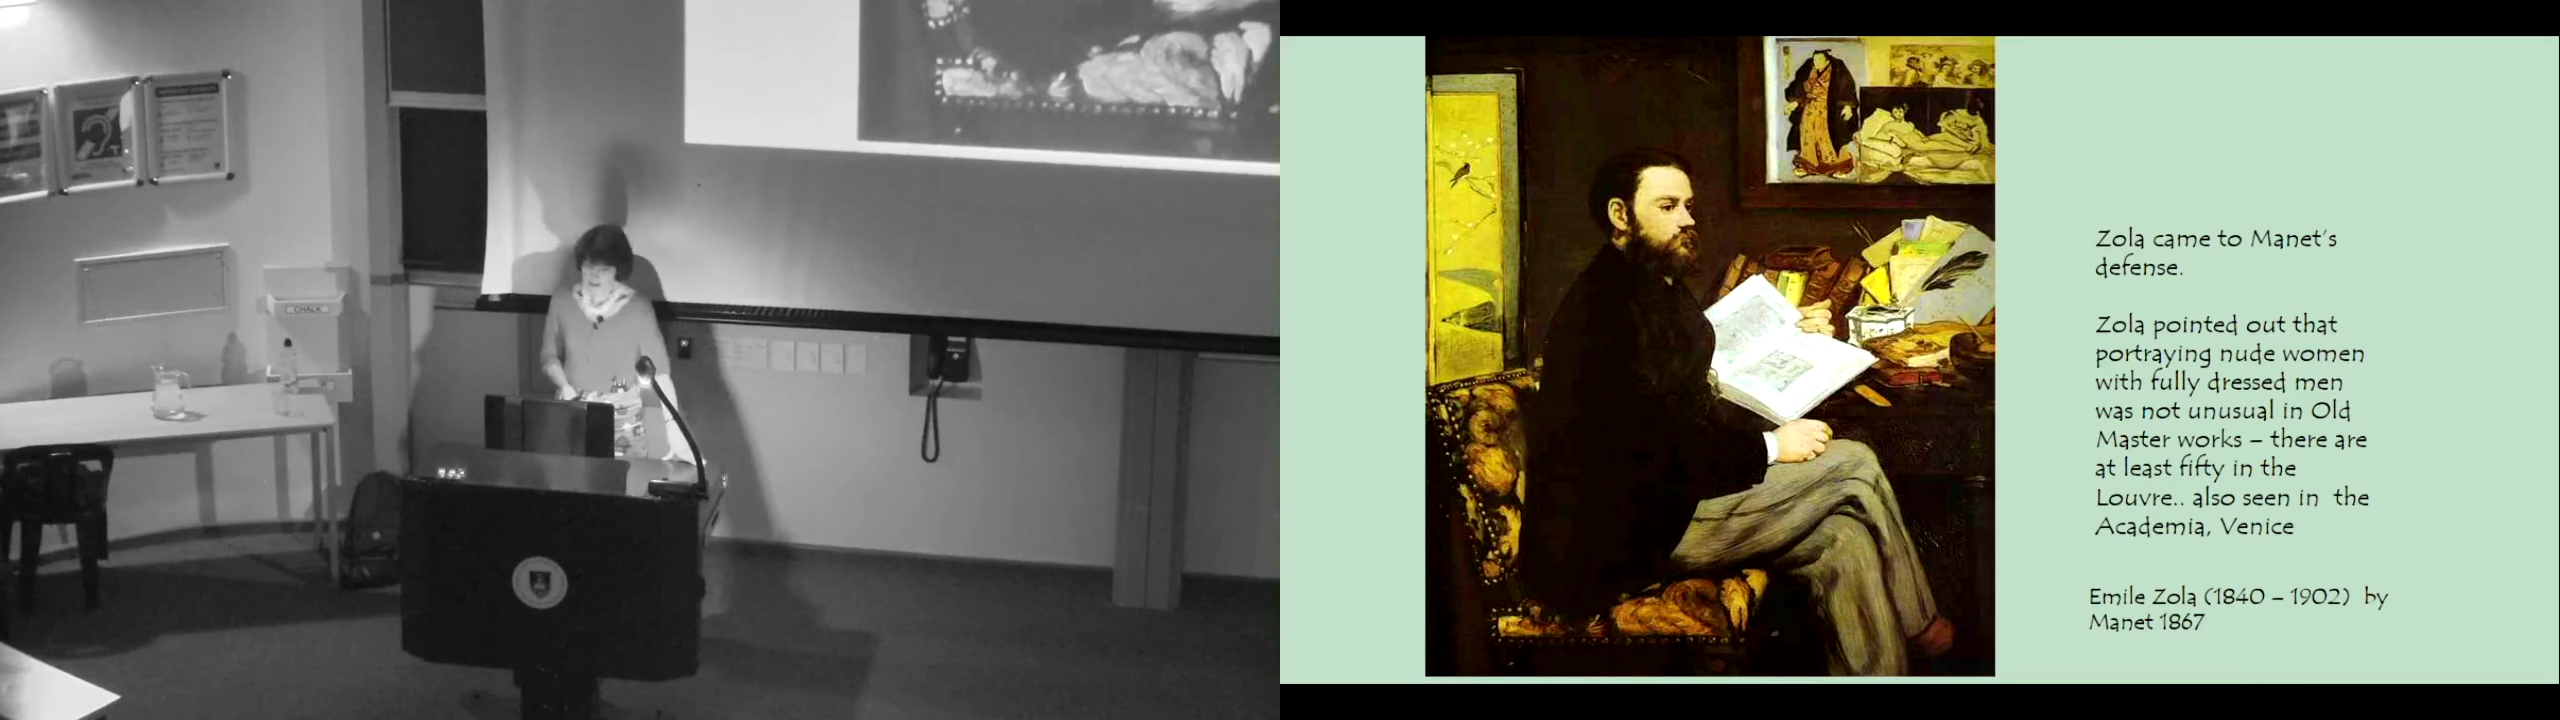 CHALK
Zola came to Manet's
defense.
Zola pointed out that
portraying nude women
with fully dressed men
was not unusual in Old
Master works – there are
at least fifty in the
Louvre.. also seen in the
Academia, Venice
Emile Zola (1840 – 1902) by
Manet 1867